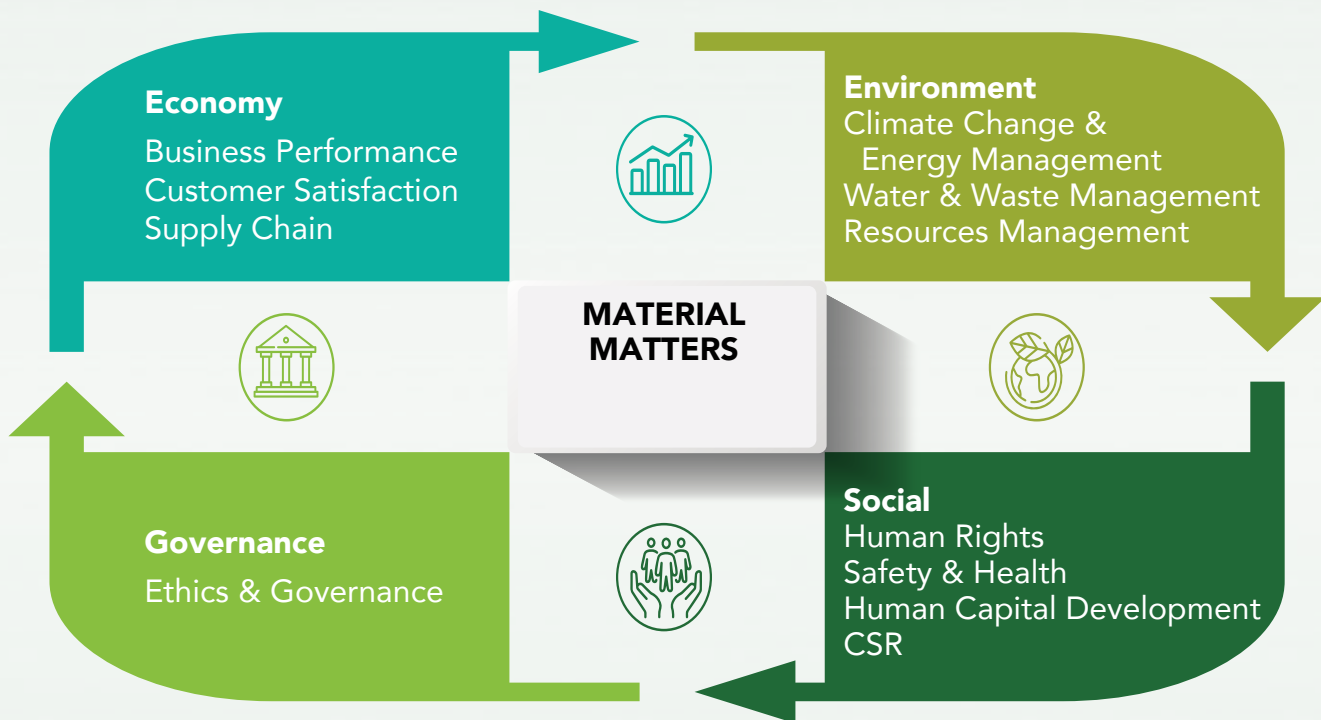 Economy
Business Performance
Customer Satisfaction
Supply Chain
Environment
Climate Change &
Energy Management
Water & Waste Management
Resources Management
MATERIAL
MATTERS
Governance
Ethics & Governance
Social
Human Rights
Safety & Health
Human Capital Development
CSR